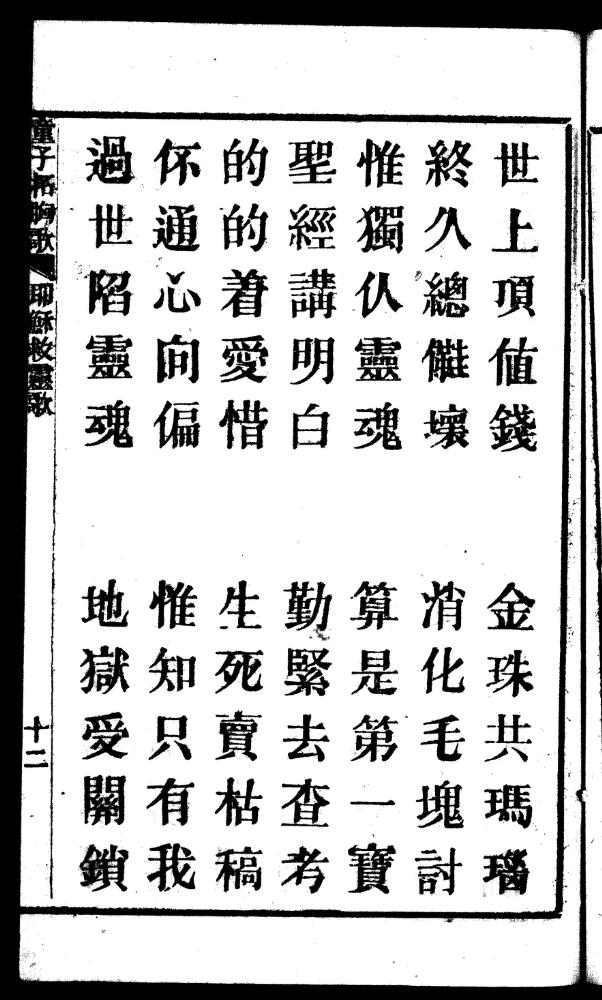 世上項值錢 金珠共瑪瑙
終久總𠋥壞 消化毛塊討
惟獨伙靈魂 算是第一寶
聖經講明白 勤緊去查考
的的着愛惜 生死賣枯稿
伓通心向偏 惟知只有我
過世陷靈魂 地獄受關鎖
童子拍胸歌 耶穌救靈歌 十二